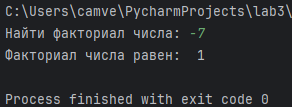 C:\Users\camve\PycharmProjects\lab3\
Найти факториал числа: -7
Факториал числа равен:  1
Process finished with exit code 0